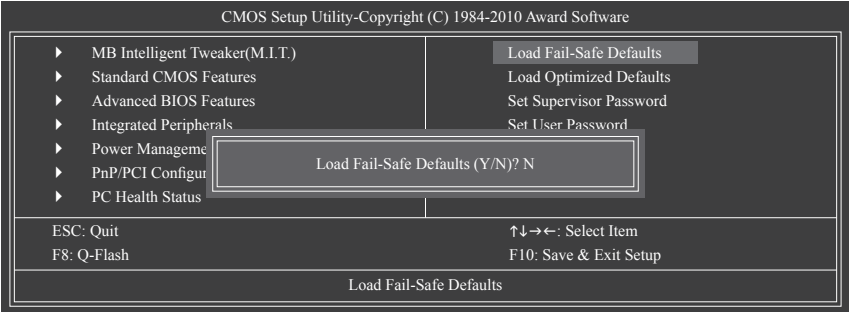 CMOS Setup Utility-Copyright (C) 1984-2010 Award Software
MB Intelligent Tweaker(M.I.T.)
Standard CMOS Features
Advanced BIOS Features
Integrated Peripherals
Power Manageme
PnP/PCI Configur
PC Health Status
Load Fail-Safe Defaults
Load Optimized Defaults
Set Supervisor Password
Set User Password
Load Fail-Safe Defaults (Y/N)? N
ESC: Quit
F8: Q-Flash
↑↓→←: Select Item
F10: Save & Exit Setup
Load Fail-Safe Defaults